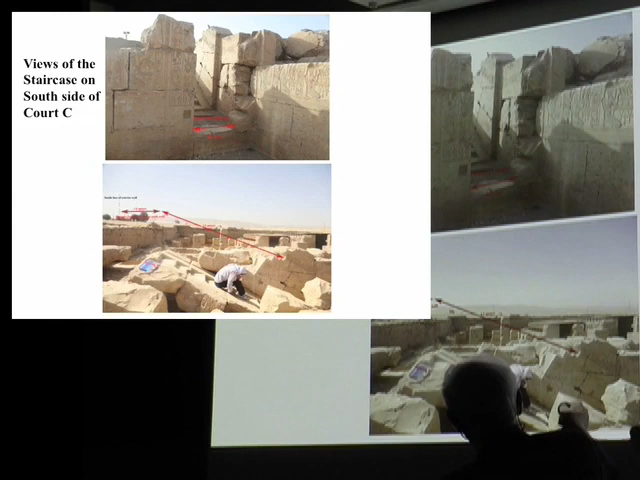 Views of the
Staircase on
South side of
Court C